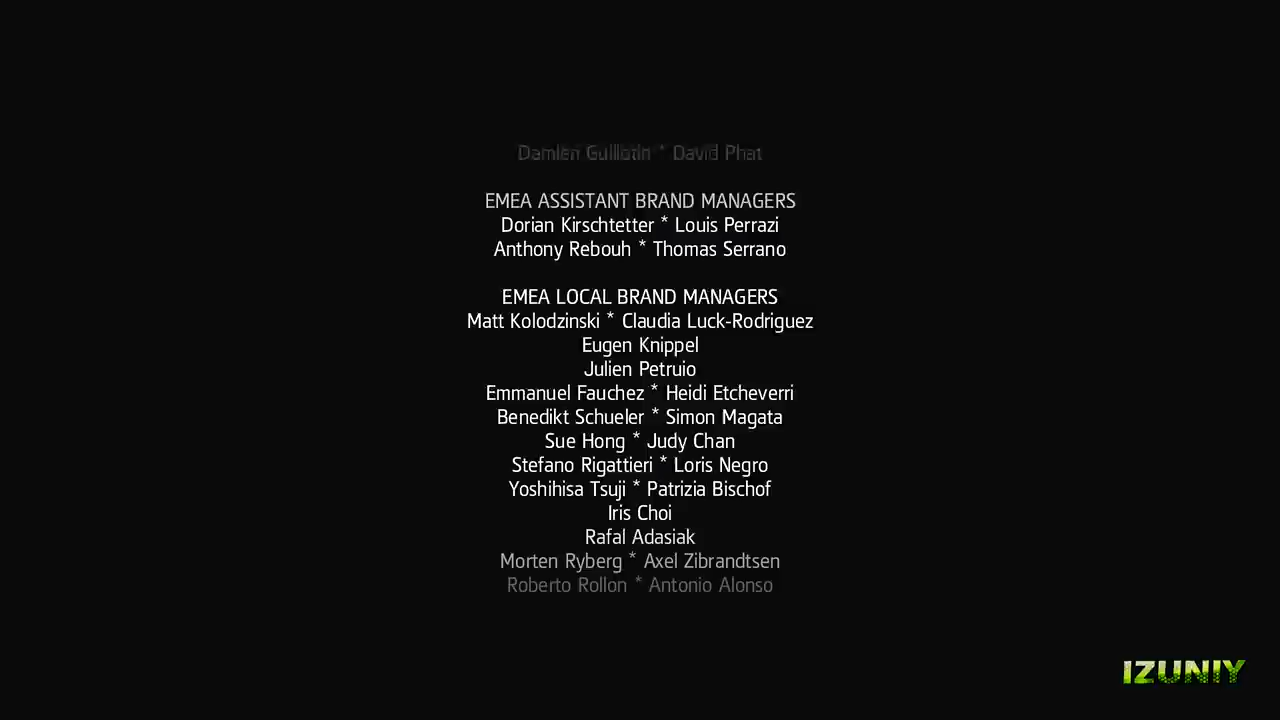 Damien Guillotin * David Phat
EMEA ASSISTANT BRAND MANAGERS
Dorian Kirschtetter * Louis Perrazi
Anthony Rebouh * Thomas Serrano
EMEA LOCAL BRAND MANAGERS
Matt Kolodzinski * Claudia Luck-Rodriguez
Eugen Knippel
Julien Petruio
Emmanuel Fauchez * Heidi Etcheverri
Benedikt Schueler * Simon Magata
Sue Hong * Judy Chan
Stefano Rigattieri * Loris Negro
Yoshihisa Tsuji * Patrizia Bischof
Iris Choi
Rafal Adasiak
Morten Ryberg * Axel Zibrandtsen
Roberto Rollon * Antonio Alonso
IZUNIY